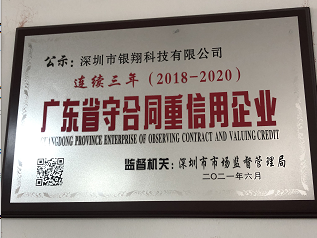 公示：深圳市银翔科技有限公司
连续三年（2018-2020）
广东省守合同重信用企业
GUANGDONG PROVINCE ENTERPRISE OF OBSERVING CONTRACT AND VALUING CREDIT
监督机关：深圳市市场监督管理局
二〇二一年六月